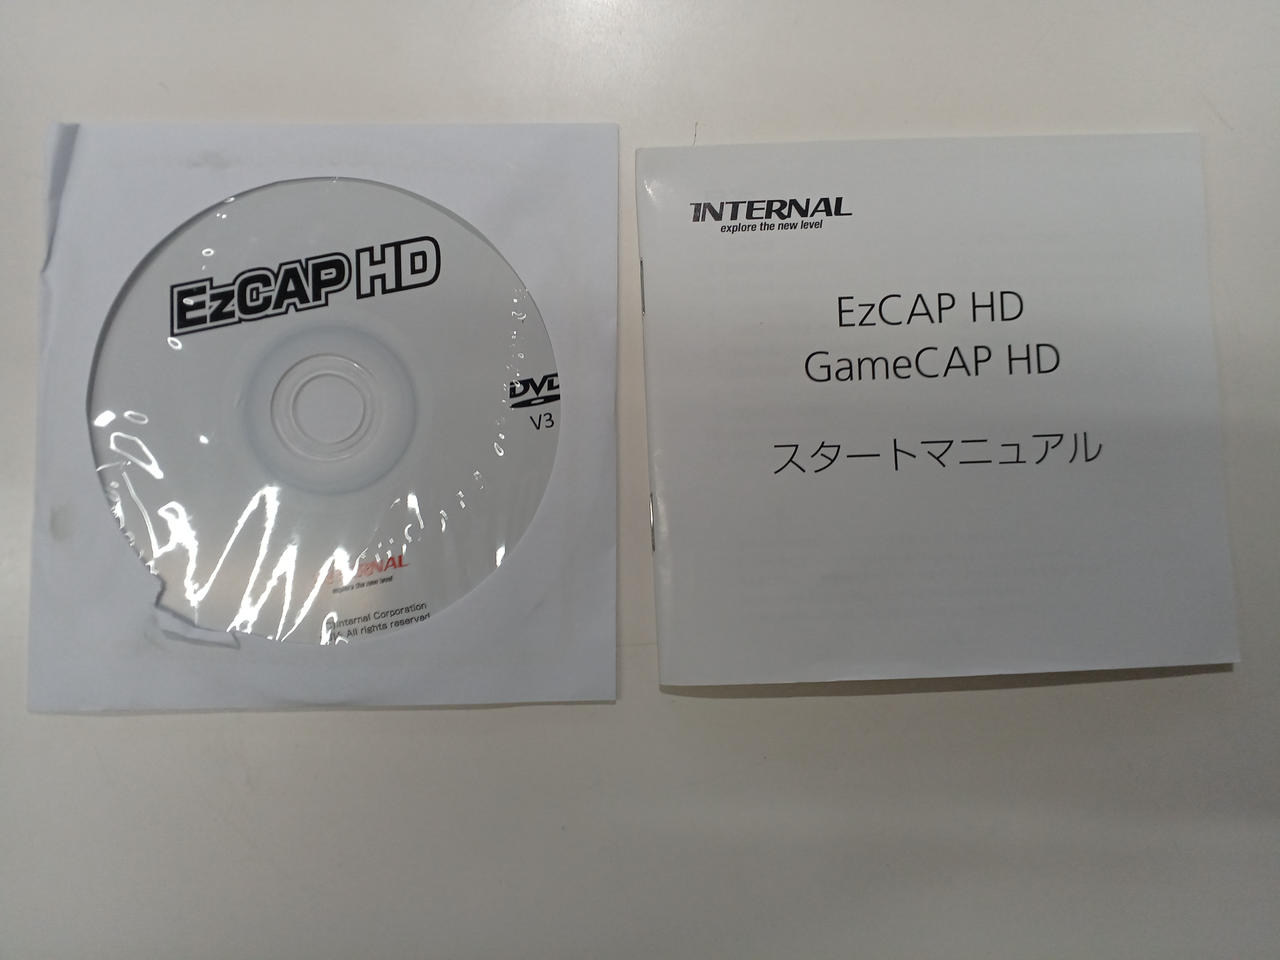 EzCAP HD
DVD
V3
explore the new level
Internal Corporation
All rights reserved
INTERNAL
explore the new level
EzCAP HD
GameCAP HD
スタートマニュアル